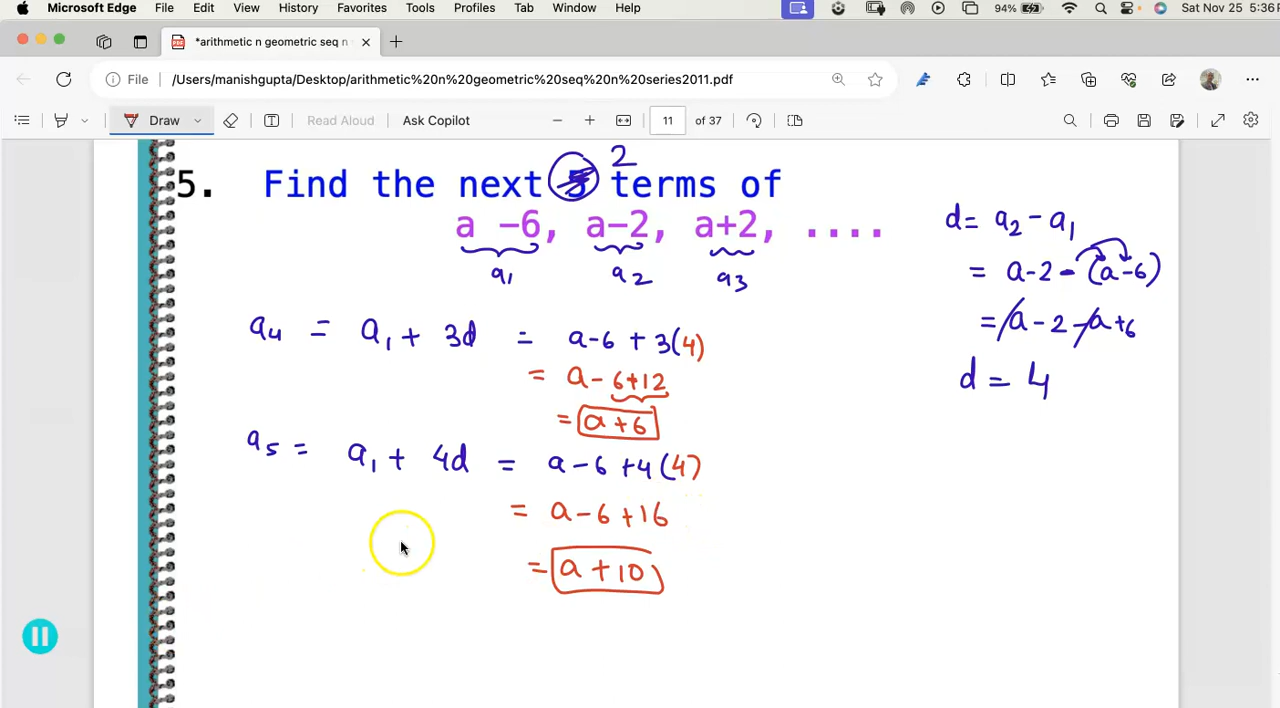 Microsoft Edge File Edit View History Favorites Tools Profiles Tab Window Help 94% Sat Nov 25 5:36 P
*arithmetic n geometric seq n
File /Users/manishgupta/Desktop/arithmetic%20n%20geometric%20seq%20n%20series2011.pdf
Draw Read Aloud Ask Copilot 11 of 37
2
5. Find the next terms of
a -6, a-2, a+2, ....
a1 a2 a3
a4 = a1 + 3d = a-6 + 3(4)
= a-6+12
= a+6
a5 = a1 + 4d = a-6+4(4)
= a-6+16
= a+10
d= a2-a1
= a-2-(a-6)
= a-2-a+6
d = 4